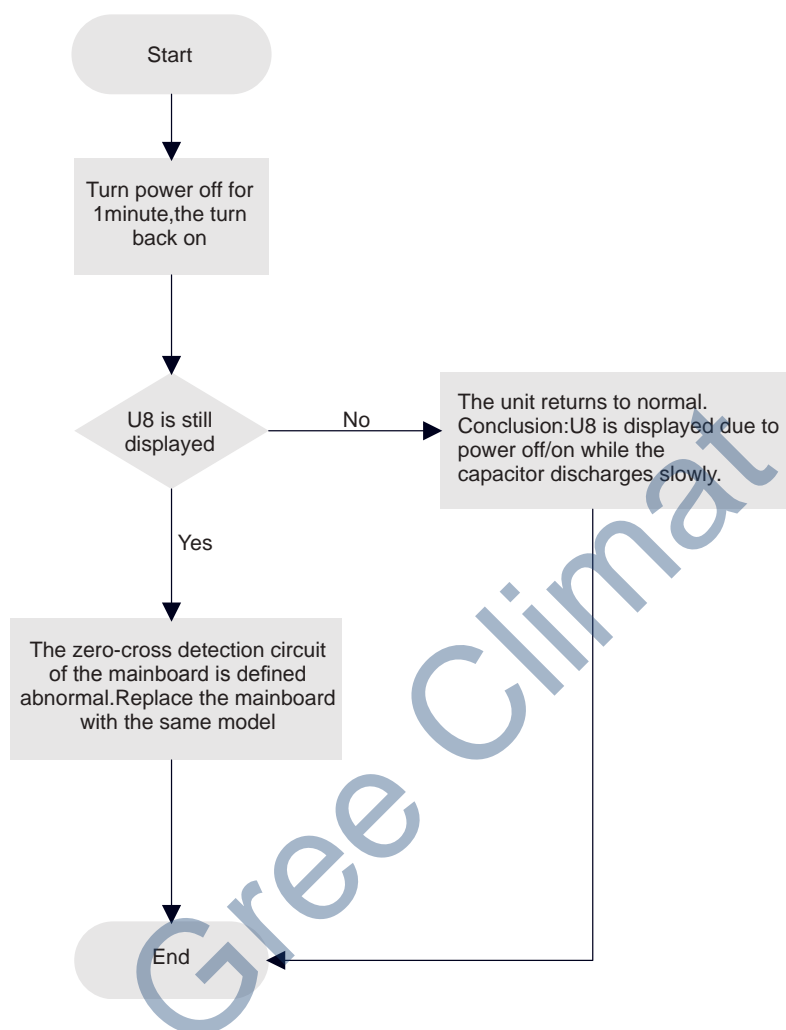 Start
Turn power off for
1minute,the turn
back on
U8 is still
displayed
No
The unit returns to normal.
Conclusion:U8 is displayed due to
power off/on while the
capacitor discharges slowly.
Yes
The zero-cross detection circuit
of the mainboard is defined
abnormal.Replace the mainboard
with the same model
End
Gree Climat